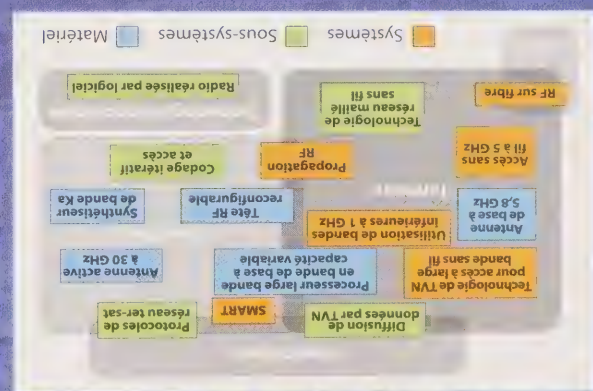 Diffusion de
données par TVN
SMART
Protocoles de
réseau ter-sat
Technologie de TVN
pour accès à large
bande sans fil
Processeur large bande
en bande de base à
capacité variable
Antenne active
à 30 GHz
Utilisation de bandes
inférieures à 1 GHz
Antenne
de base à
5,8 GHz
Tête RF
reconfigurable
Synthétiseur
de bande Ka
Accès sans
fil à 5 GHz
Propagation
RF
Codage itératif
et accès
RF sur fibre
Technologie de
réseau maillé
sans fil
Radio réalisée par logiciel
Systèmes
Sous-systèmes
Matériel